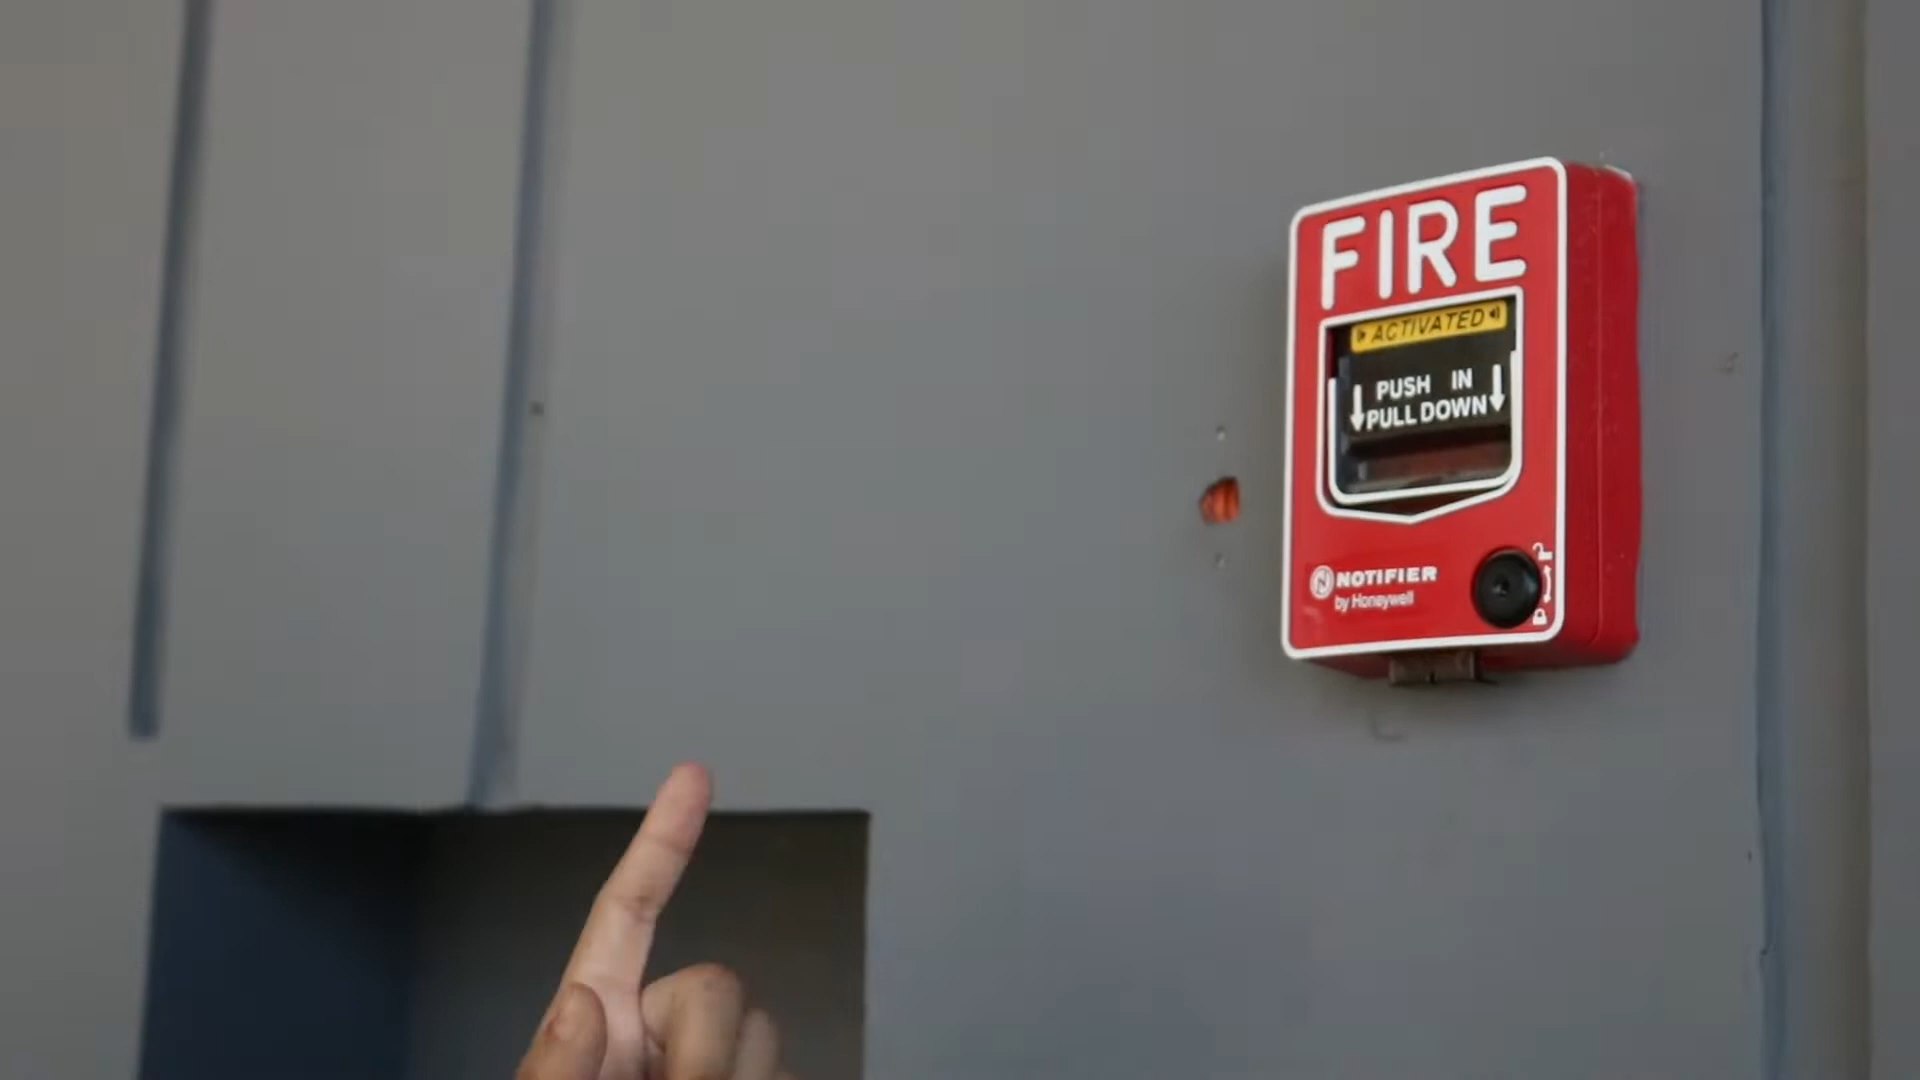 FIRE
ACTIVATED
PUSH IN
PULL DOWN
NOTIFIER
by Honeywell